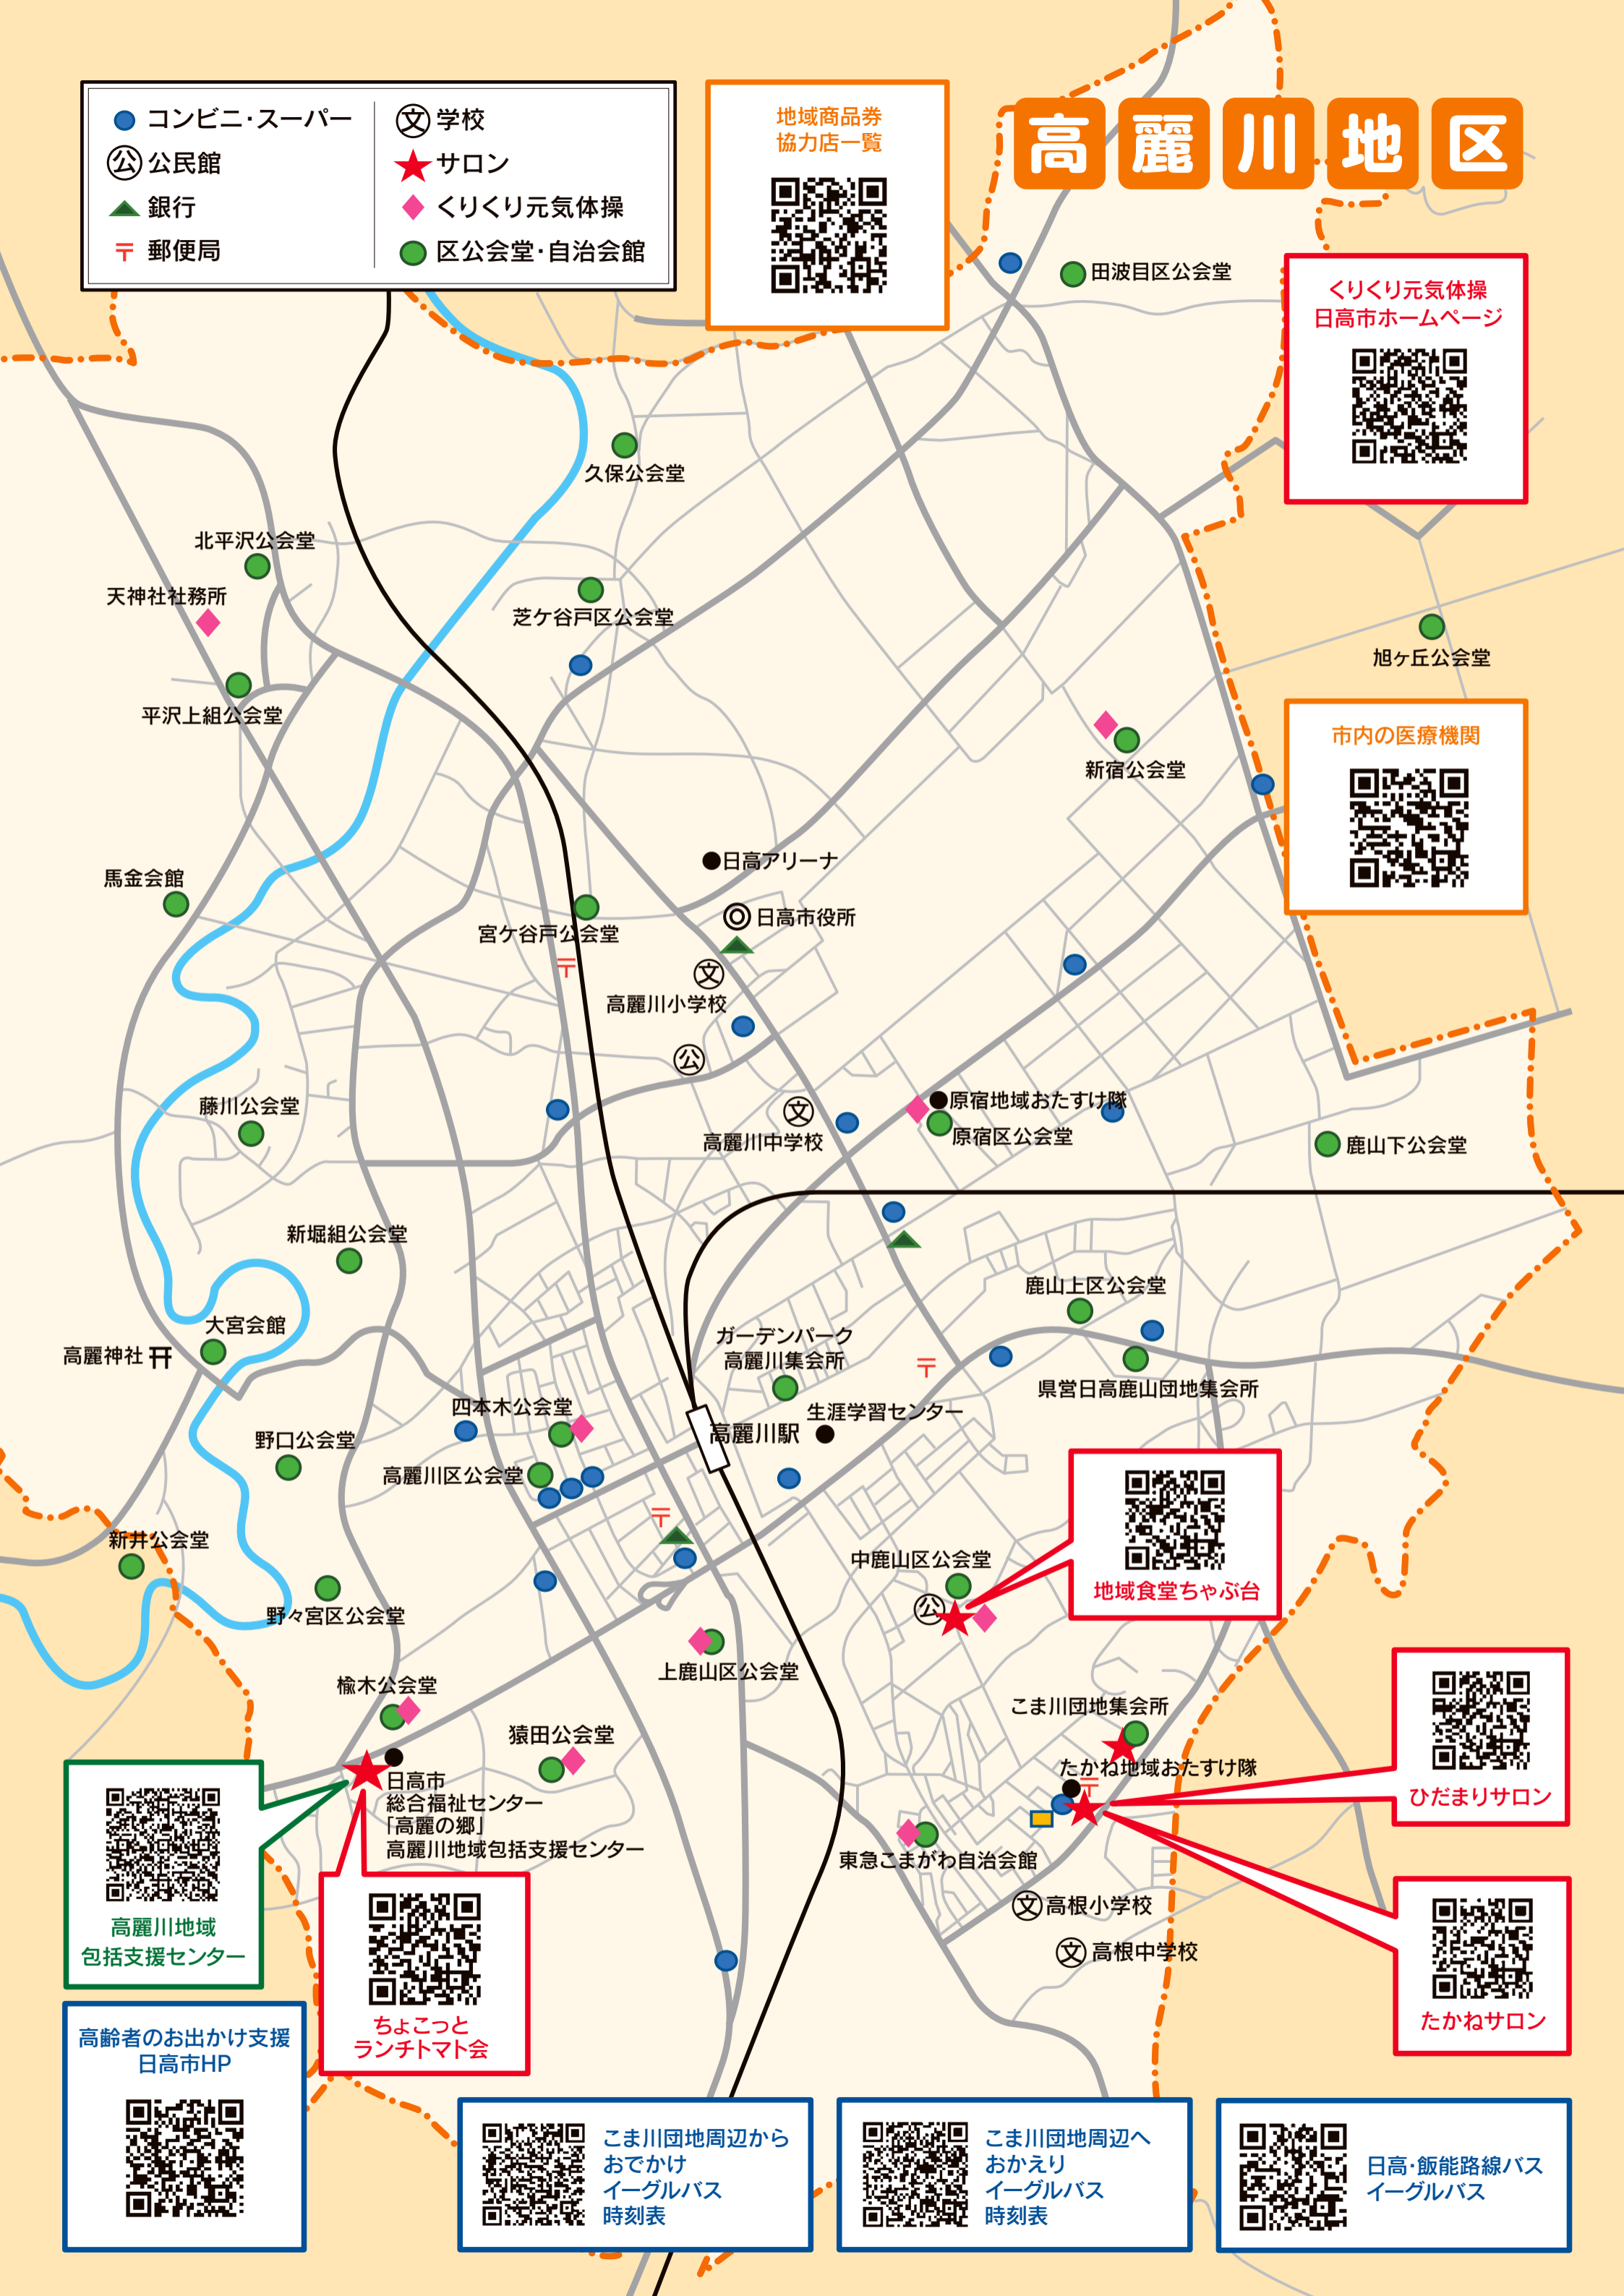 高麗川地区
コンビニ・スーパー
公民館
銀行
〒 郵便局
文 学校
サロン
くりくり元気体操
区公会堂・自治会館
地域商品券
協力店一覧
田波目区公会堂
くりくり元気体操
日高市ホームページ
久保公会堂
北平沢公会堂
天神社社務所
芝ケ谷戸区公会堂
旭ヶ丘公会堂
平沢上組公会堂
市内の医療機関
新宿公会堂
日高アリーナ
馬金会館
日高市役所
宮ケ谷戸公会堂
〒
文
高麗川小学校
公
藤川公会堂
文
高麗川中学校
原宿地域おたすけ隊
原宿区公会堂
鹿山下公会堂
新堀組公会堂
鹿山上区公会堂
大宮会館
高麗神社
ガーデンパーク
高麗川集会所
〒
県営日高鹿山団地集会所
四本木公会堂
生涯学習センター
高麗川駅
野口公会堂
高麗川区公会堂
〒
新井公会堂
中鹿山区公会堂
公
地域食堂ちゃぶ台
野々宮区公会堂
上鹿山区公会堂
楡木公会堂
猿田公会堂
こま川団地集会所
たかね地域おたすけ隊
〒
ひだまりサロン
日高市
総合福祉センター
「高麗の郷」
高麗川地域包括支援センター
東急こまがわ自治会館
文 高根小学校
文 高根中学校
高麗川地域
包括支援センター
ちょこっと
ランチトマト会
たかねサロン
高齢者のお出かけ支援
日高市HP
こま川団地周辺から
おでかけ
イーグルバス
時刻表
こま川団地周辺へ
おかえり
イーグルバス
時刻表
日高・飯能路線バス
イーグルバス